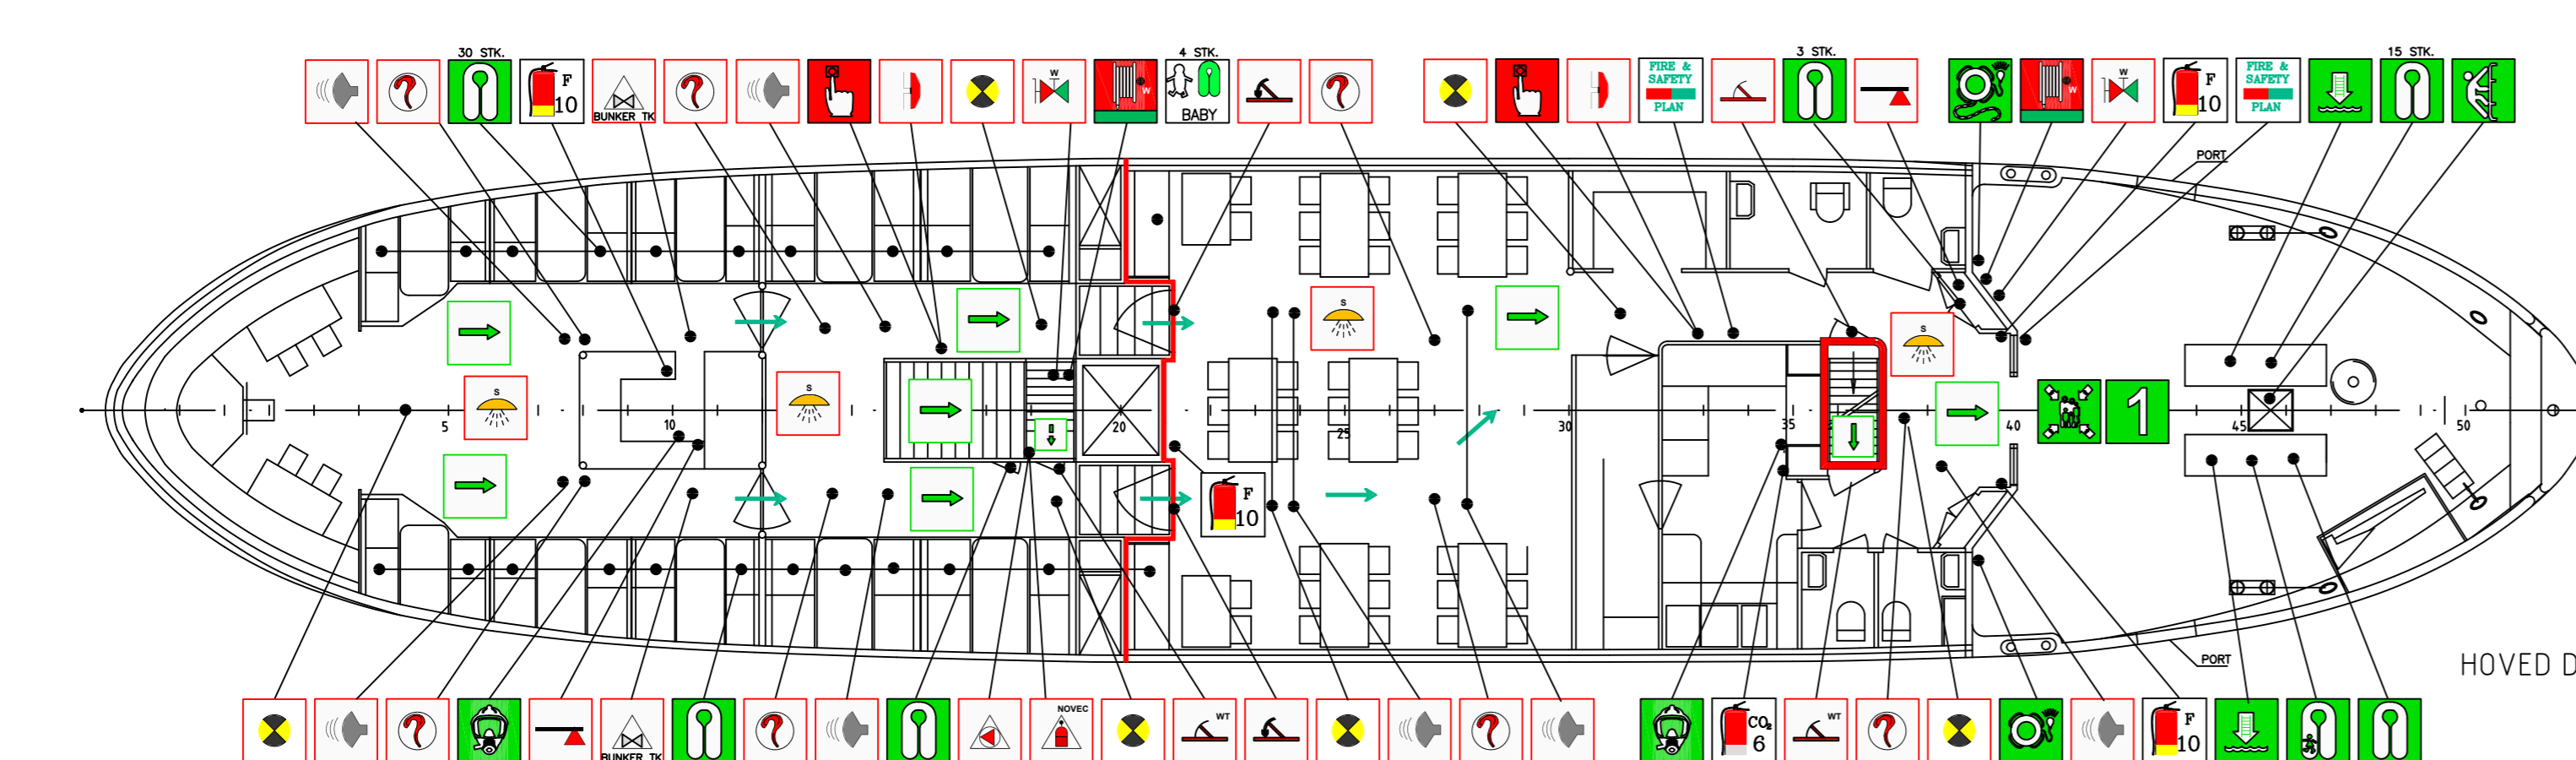 30 STK.
4 STK.
3 STK.
15 STK.
F
10
BUNKER TK
W
W
BABY
FIRE &
SAFETY
PLAN
W
W
F
10
FIRE &
SAFETY
PLAN
PORT
S
S
S
S
5
10
20
25
30
35
40
1
45
50
F
10
PORT
HOVED D
BUNKER TK
NOVEC
WT
CO2
6
WT
F
10